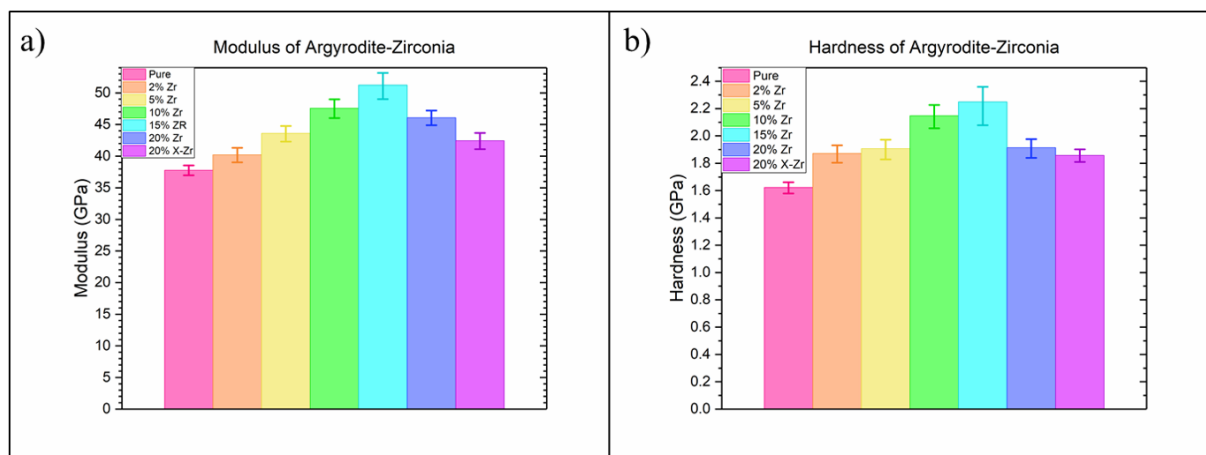 a)
Modulus of Argyrodite-Zirconia
Pure
2% Zr
5% Zr
10% Zr
15% ZR
20% Zr
20% X-Zr
Modulus (GPa)
50
45
40
35
30
25
20
15
10
5
0
b)
Hardness of Argyrodite-Zirconia
Pure
2% Zr
5% Zr
10% Zr
15% Zr
20% Zr
20% X-Zr
Hardness (GPa)
2.4
2.2
2.0
1.8
1.6
1.4
1.2
1.0
0.8
0.6
0.4
0.2
0.0